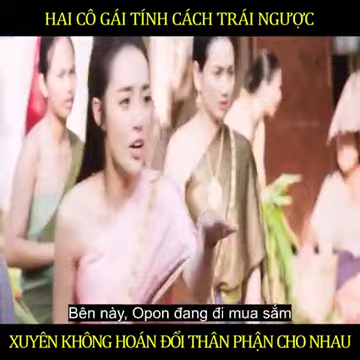 HAI CÔ GÁI TÍNH CÁCH TRÁI NGƯỢC
Bên này, Opon đang đi mua sắm
XUYÊN KHÔNG HOÁN ĐỔI THÂN PHẬN CHO NHAU